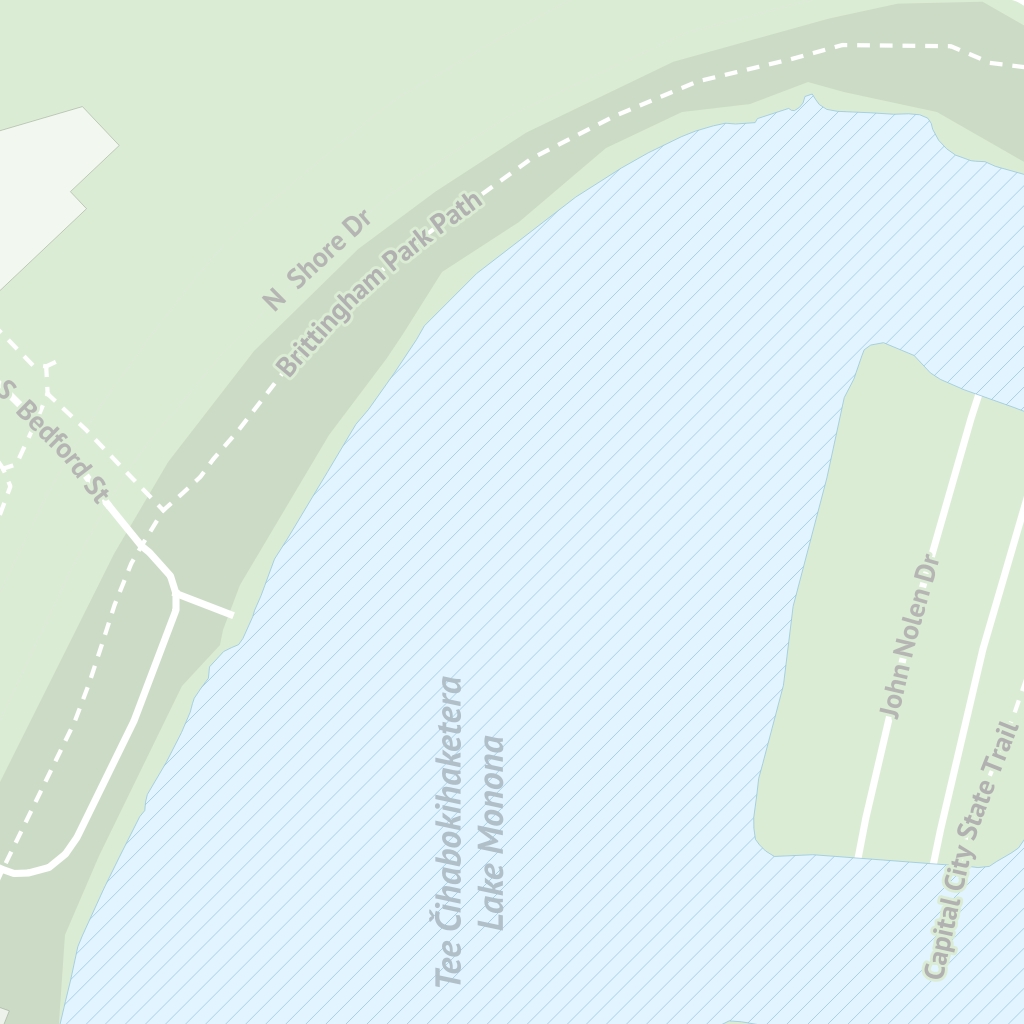 N Shore Dr
Brittingham Park Path
S Bedford St
John Nolen Dr
Tee Čihabokihaketera
Lake Monona
Capital City State Trail